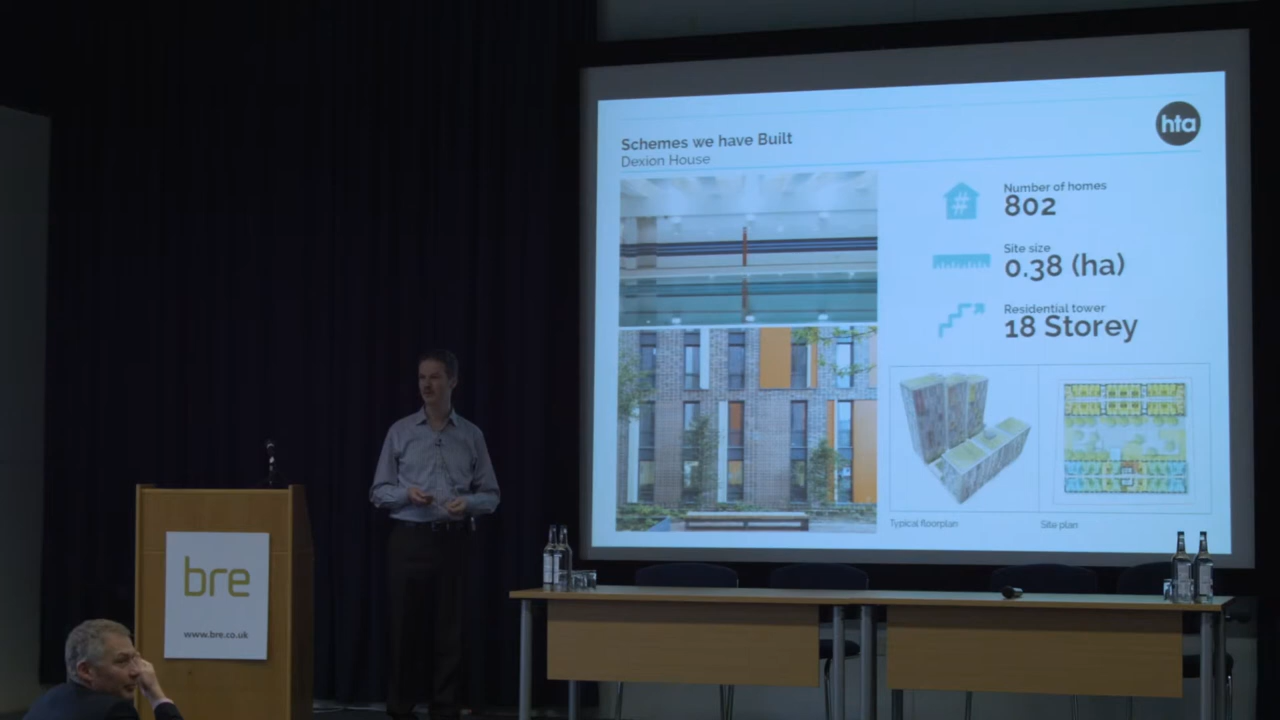 hta
Schemes we have Built
Dexion House
Number of homes
802
Site size
0.38 (ha)
Residential tower
18 Storey
Typical floorplan
Site plan
bre
www.bre.co.uk